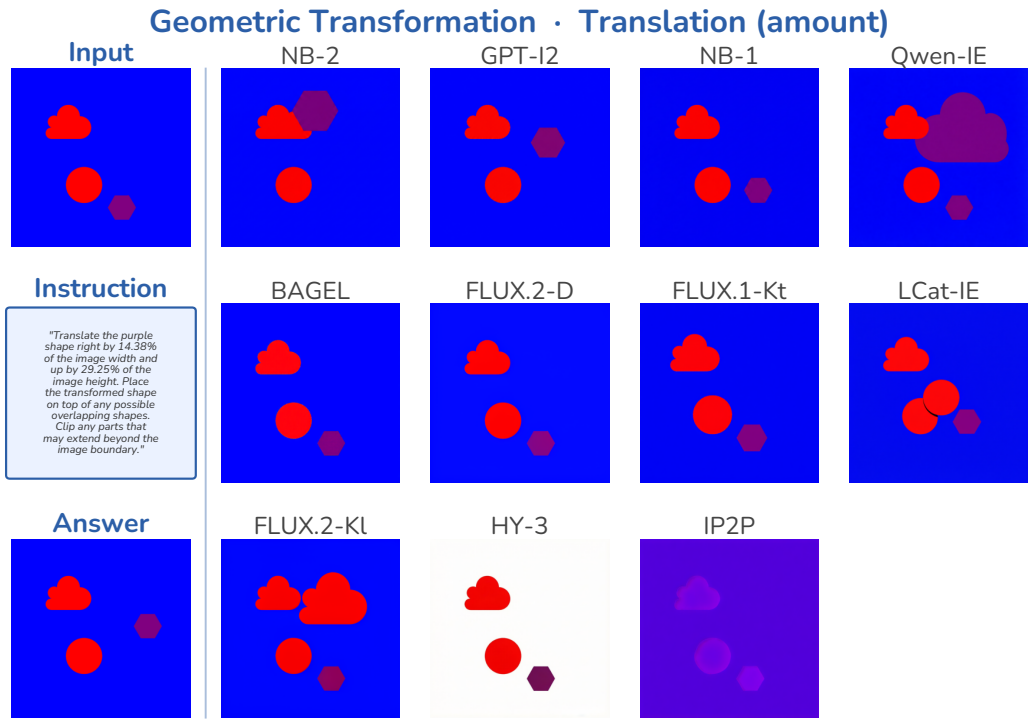 Geometric Transformation · Translation (amount)
Input
NB-2
GPT-I2
NB-1
Qwen-IE
Instruction
"Translate the purple
shape right by 14.38%
of the image width and
up by 29.25% of the
image height. Place
the transformed shape
on top of any possible
overlapping shapes.
Clip any parts that
may extend beyond the
image boundary."
BAGEL
FLUX.2-D
FLUX.1-Kt
LCat-IE
Answer
FLUX.2-Kl
HY-3
IP2P